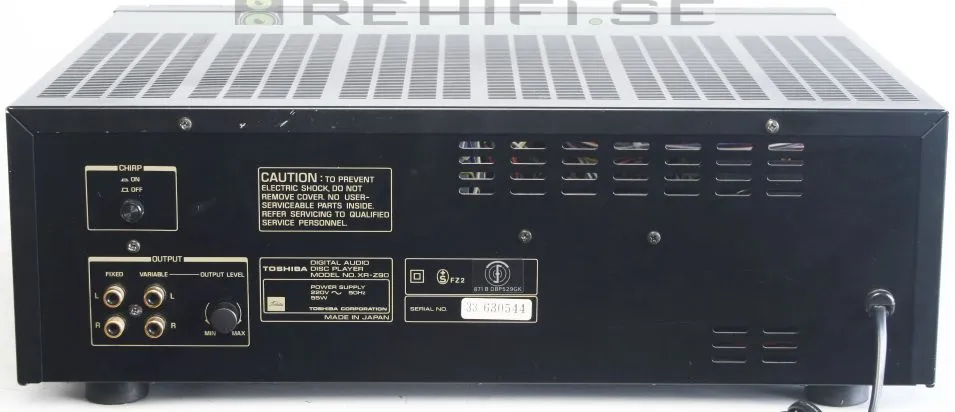 REHIFI.SE
CHIRP
ON
OFF
CAUTION : TO PREVENT
ELECTRIC SHOCK, DO NOT
REMOVE COVER. NO USER-
SERVICEABLE PARTS INSIDE.
REFER SERVICING TO QUALIFIED
SERVICE PERSONNEL.
OUTPUT
FIXED VARIABLE OUTPUT LEVEL
L L
R R
MIN MAX
TOSHIBA DIGITAL AUDIO
DISC PLAYER
MODEL NO. XR-Z90
POWER SUPPLY
220V ~ 50Hz
55W
TOSHIBA CORPORATION
MADE IN JAPAN
S FZ2
871 B DBP529GK
SERIAL NO. 33 630544